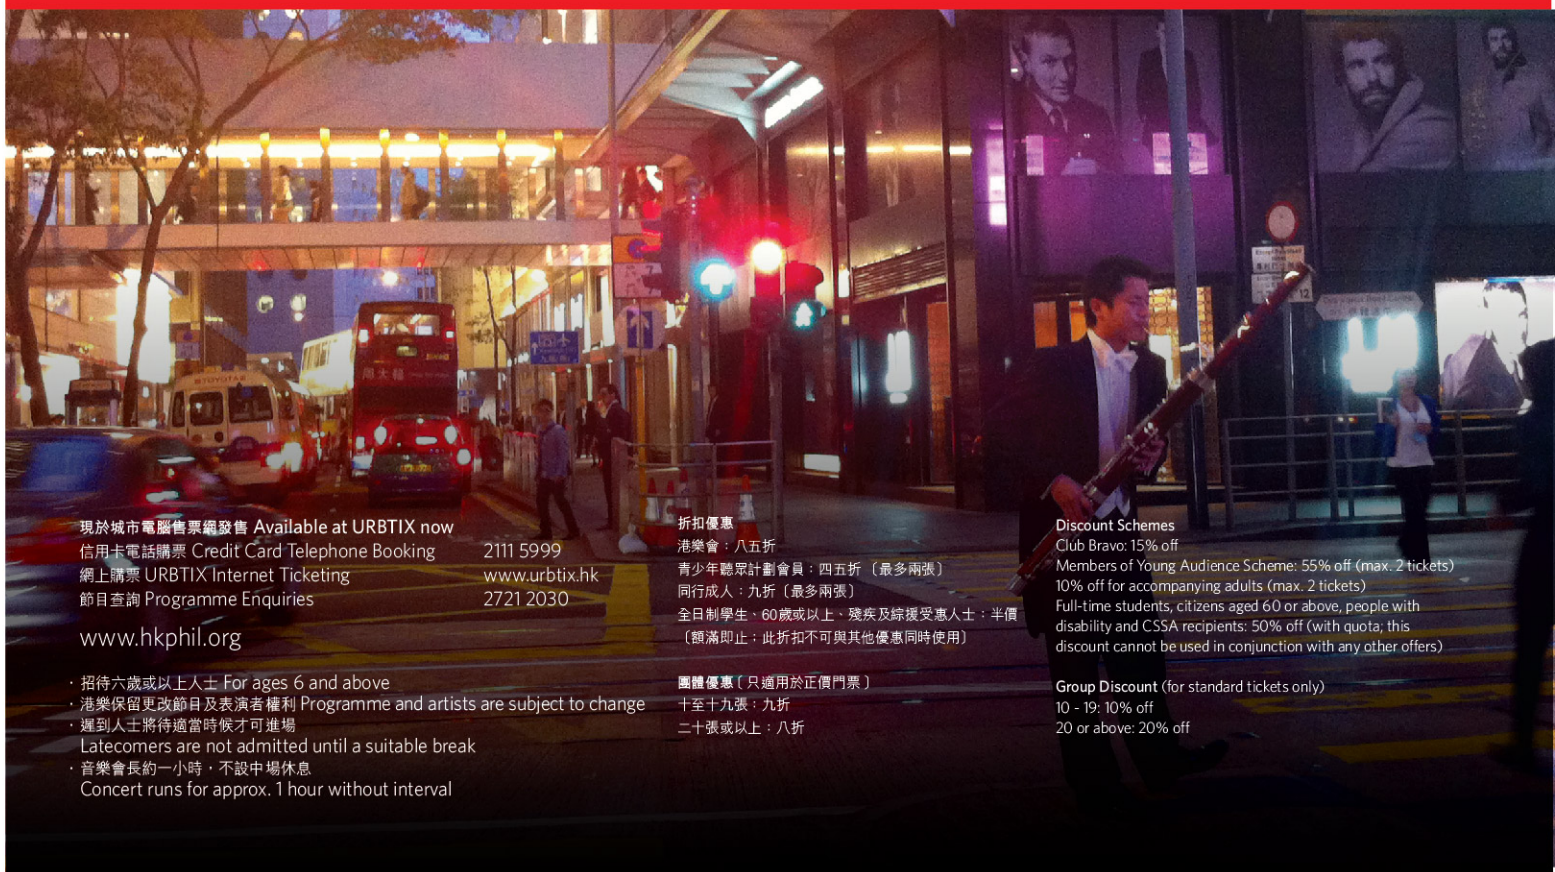 現於城市電腦售票網發售 Available at URBTIX now
信用卡電話購票 Credit Card Telephone Booking 2111 5999
網上購票 URBTIX Internet Ticketing www.urbtix.hk
節目查詢 Programme Enquiries 2721 2030
www.hkphil.org
· 招待六歲或以上人士 For ages 6 and above
· 港樂保留更改節目及表演者權利 Programme and artists are subject to change
· 遲到人士將待適當時候才可進場
Latecomers are not admitted until a suitable break
· 音樂會長約一小時，不設中場休息
Concert runs for approx. 1 hour without interval
折扣優惠
港樂會：八五折
青少年聽眾計劃會員：四五折〔最多兩張〕
同行成人：九折〔最多兩張〕
全日制學生、60歲或以上、殘疾及綜援受惠人士：半價
〔額滿即止；此折扣不可與其他優惠同時使用〕
團體優惠〔只適用於正價門票〕
十至十九張：九折
二十張或以上：八折
Discount Schemes
Club Bravo: 15% off
Members of Young Audience Scheme: 55% off (max. 2 tickets)
10% off for accompanying adults (max. 2 tickets)
Full-time students, citizens aged 60 or above, people with
disability and CSSA recipients: 50% off (with quota; this
discount cannot be used in conjunction with any other offers)
Group Discount (for standard tickets only)
10 - 19: 10% off
20 or above: 20% off
TOYOTA
周大福
12